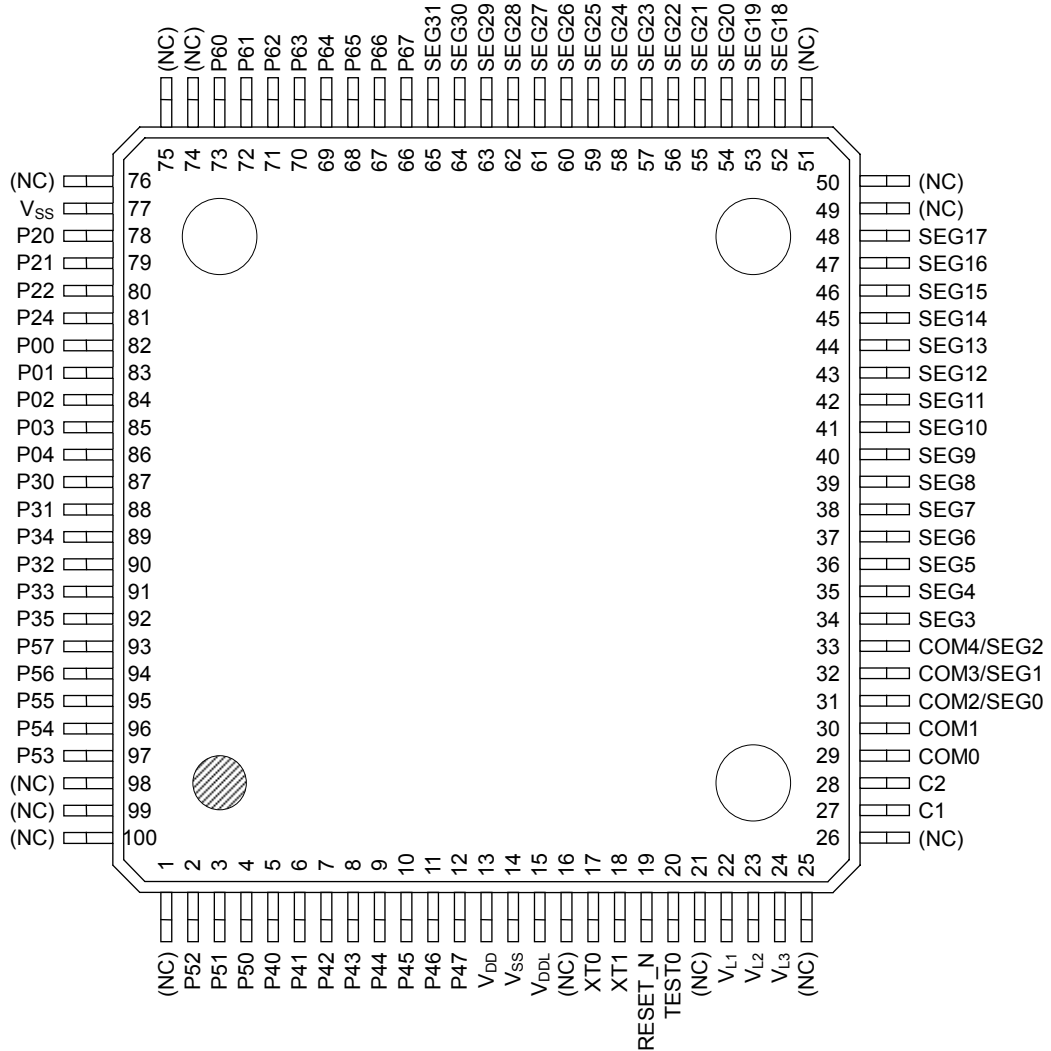 (NC) (NC) P60 P61 P62 P63 P64 P65 P66 P67 SEG31 SEG30 SEG29 SEG28 SEG27 SEG26 SEG25 SEG24 SEG23 SEG22 SEG21 SEG20 SEG19 SEG18 (NC)
75 74 73 72 71 70 69 68 67 66 65 64 63 62 61 60 59 58 57 56 55 54 53 52 51
(NC) 76
VSS 77
P20 78
P21 79
P22 80
P24 81
P00 82
P01 83
P02 84
P03 85
P04 86
P30 87
P31 88
P34 89
P32 90
P33 91
P35 92
P57 93
P56 94
P55 95
P54 96
P53 97
(NC) 98
(NC) 99
(NC) 100
50 (NC)
49 (NC)
48 SEG17
47 SEG16
46 SEG15
45 SEG14
44 SEG13
43 SEG12
42 SEG11
41 SEG10
40 SEG9
39 SEG8
38 SEG7
37 SEG6
36 SEG5
35 SEG4
34 SEG3
33 COM4/SEG2
32 COM3/SEG1
31 COM2/SEG0
30 COM1
29 COM0
28 C2
27 C1
26 (NC)
1 2 3 4 5 6 7 8 9 10 11 12 13 14 15 16 17 18 19 20 21 22 23 24 25
(NC) P52 P51 P50 P40 P41 P42 P43 P44 P45 P46 P47 VDD VSS VDDL (NC) XT0 XT1 RESET_N TEST0 (NC) VL1 VL2 VL3 (NC)